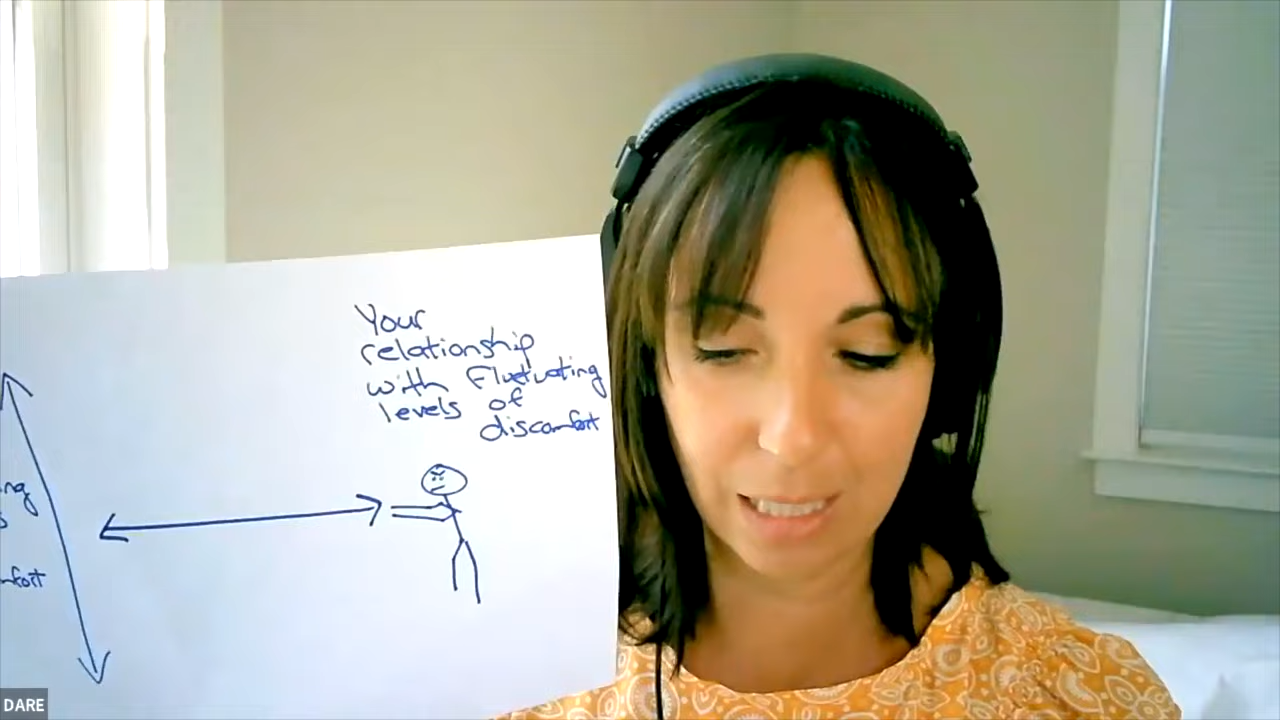 Your
relationship
with fluctuating
levels of
discomfort
DARE